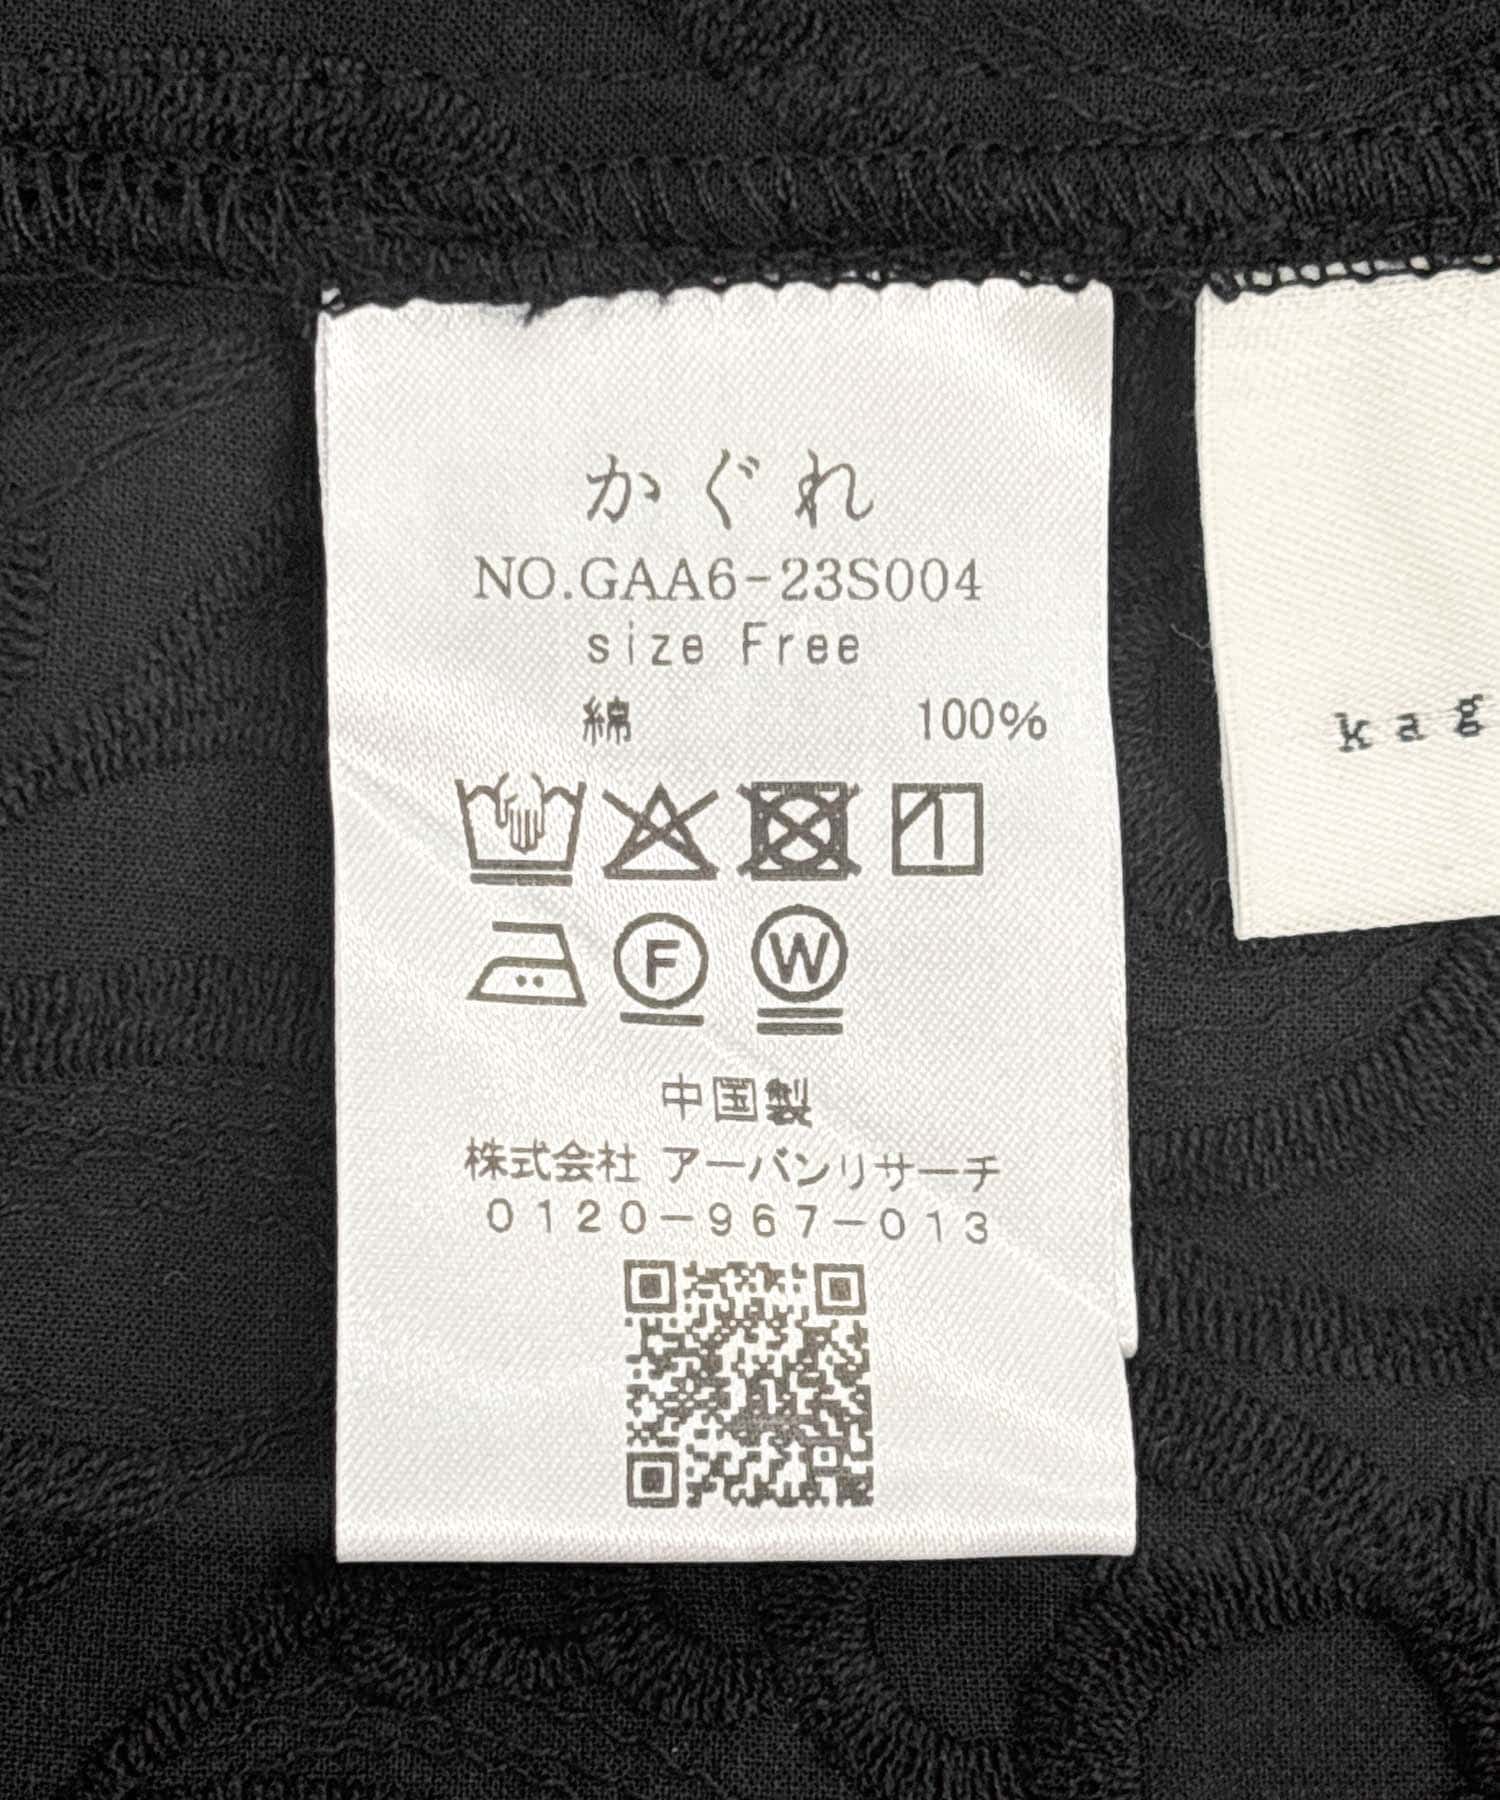 かぐれ
NO.GAA6-23S004
size Free
綿 100%
F W
中国製
株式会社 アーバンリサーチ
0120-967-013
kag